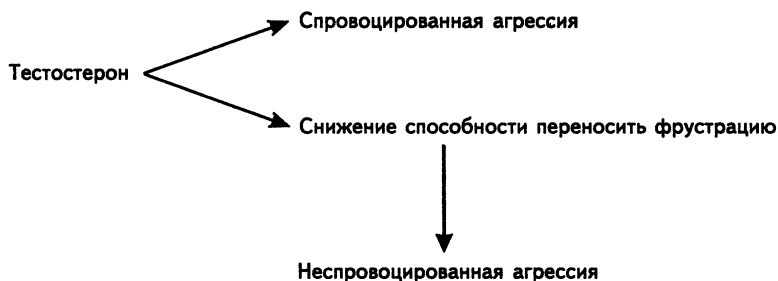 Спровоцированная агрессия
Тестостерон
Снижение способности переносить фрустрацию
Неспровоцированная агрессия